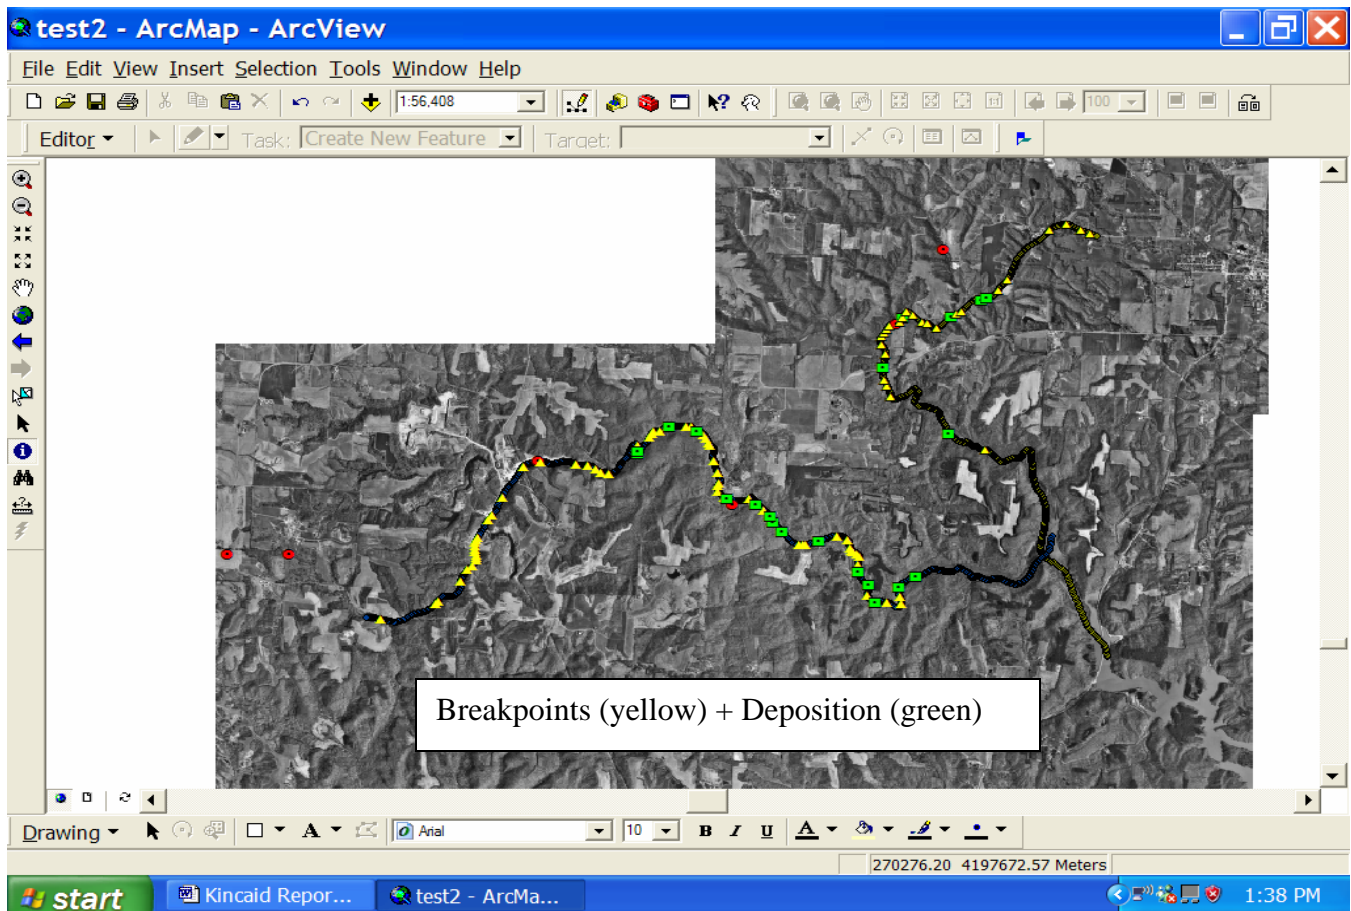 test2 - ArcMap - ArcView
File Edit View Insert Selection Tools Window Help
1:56,408
100
Editor Task: Create New Feature Target:
Breakpoints (yellow) + Deposition (green)
Drawing A Arial 10 B I U A
270276.20 4197672.57 Meters
start Kincaid Repor... test2 - ArcMa... 1:38 PM